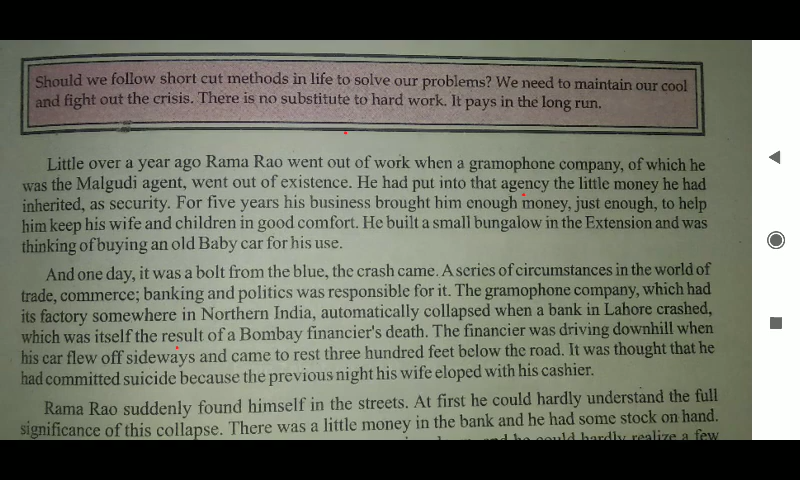 Should we follow short cut methods in life to solve our problems? We need to maintain our cool
and fight out the crisis. There is no substitute to hard work. It pays in the long run.
Little over a year ago Rama Rao went out of work when a gramophone company, of which he
was the Malgudi agent, went out of existence. He had put into that agency the little money he had
inherited, as security. For five years his business brought him enough money, just enough, to help
him keep his wife and children in good comfort. He built a small bungalow in the Extension and was
thinking of buying an old Baby car for his use.
And one day, it was a bolt from the blue, the crash came. A series of circumstances in the world of
trade, commerce; banking and politics was responsible for it. The gramophone company, which had
its factory somewhere in Northern India, automatically collapsed when a bank in Lahore crashed,
which was itself the result of a Bombay financier's death. The financier was driving downhill when
his car flew off sideways and came to rest three hundred feet below the road. It was thought that he
had committed suicide because the previous night his wife eloped with his cashier.
Rama Rao suddenly found himself in the streets. At first he could hardly understand the full
significance of this collapse. There was a little money in the bank and he had some stock on hand.
and he could hardly realize a few